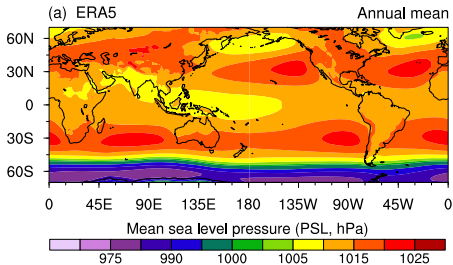 (a) ERA5 Annual mean
60N
30N
0
30S
60S
0 45E 90E 135E 180 135W 90W 45W 0
Mean sea level pressure (PSL, hPa)
975 990 1000 1005 1015 1025